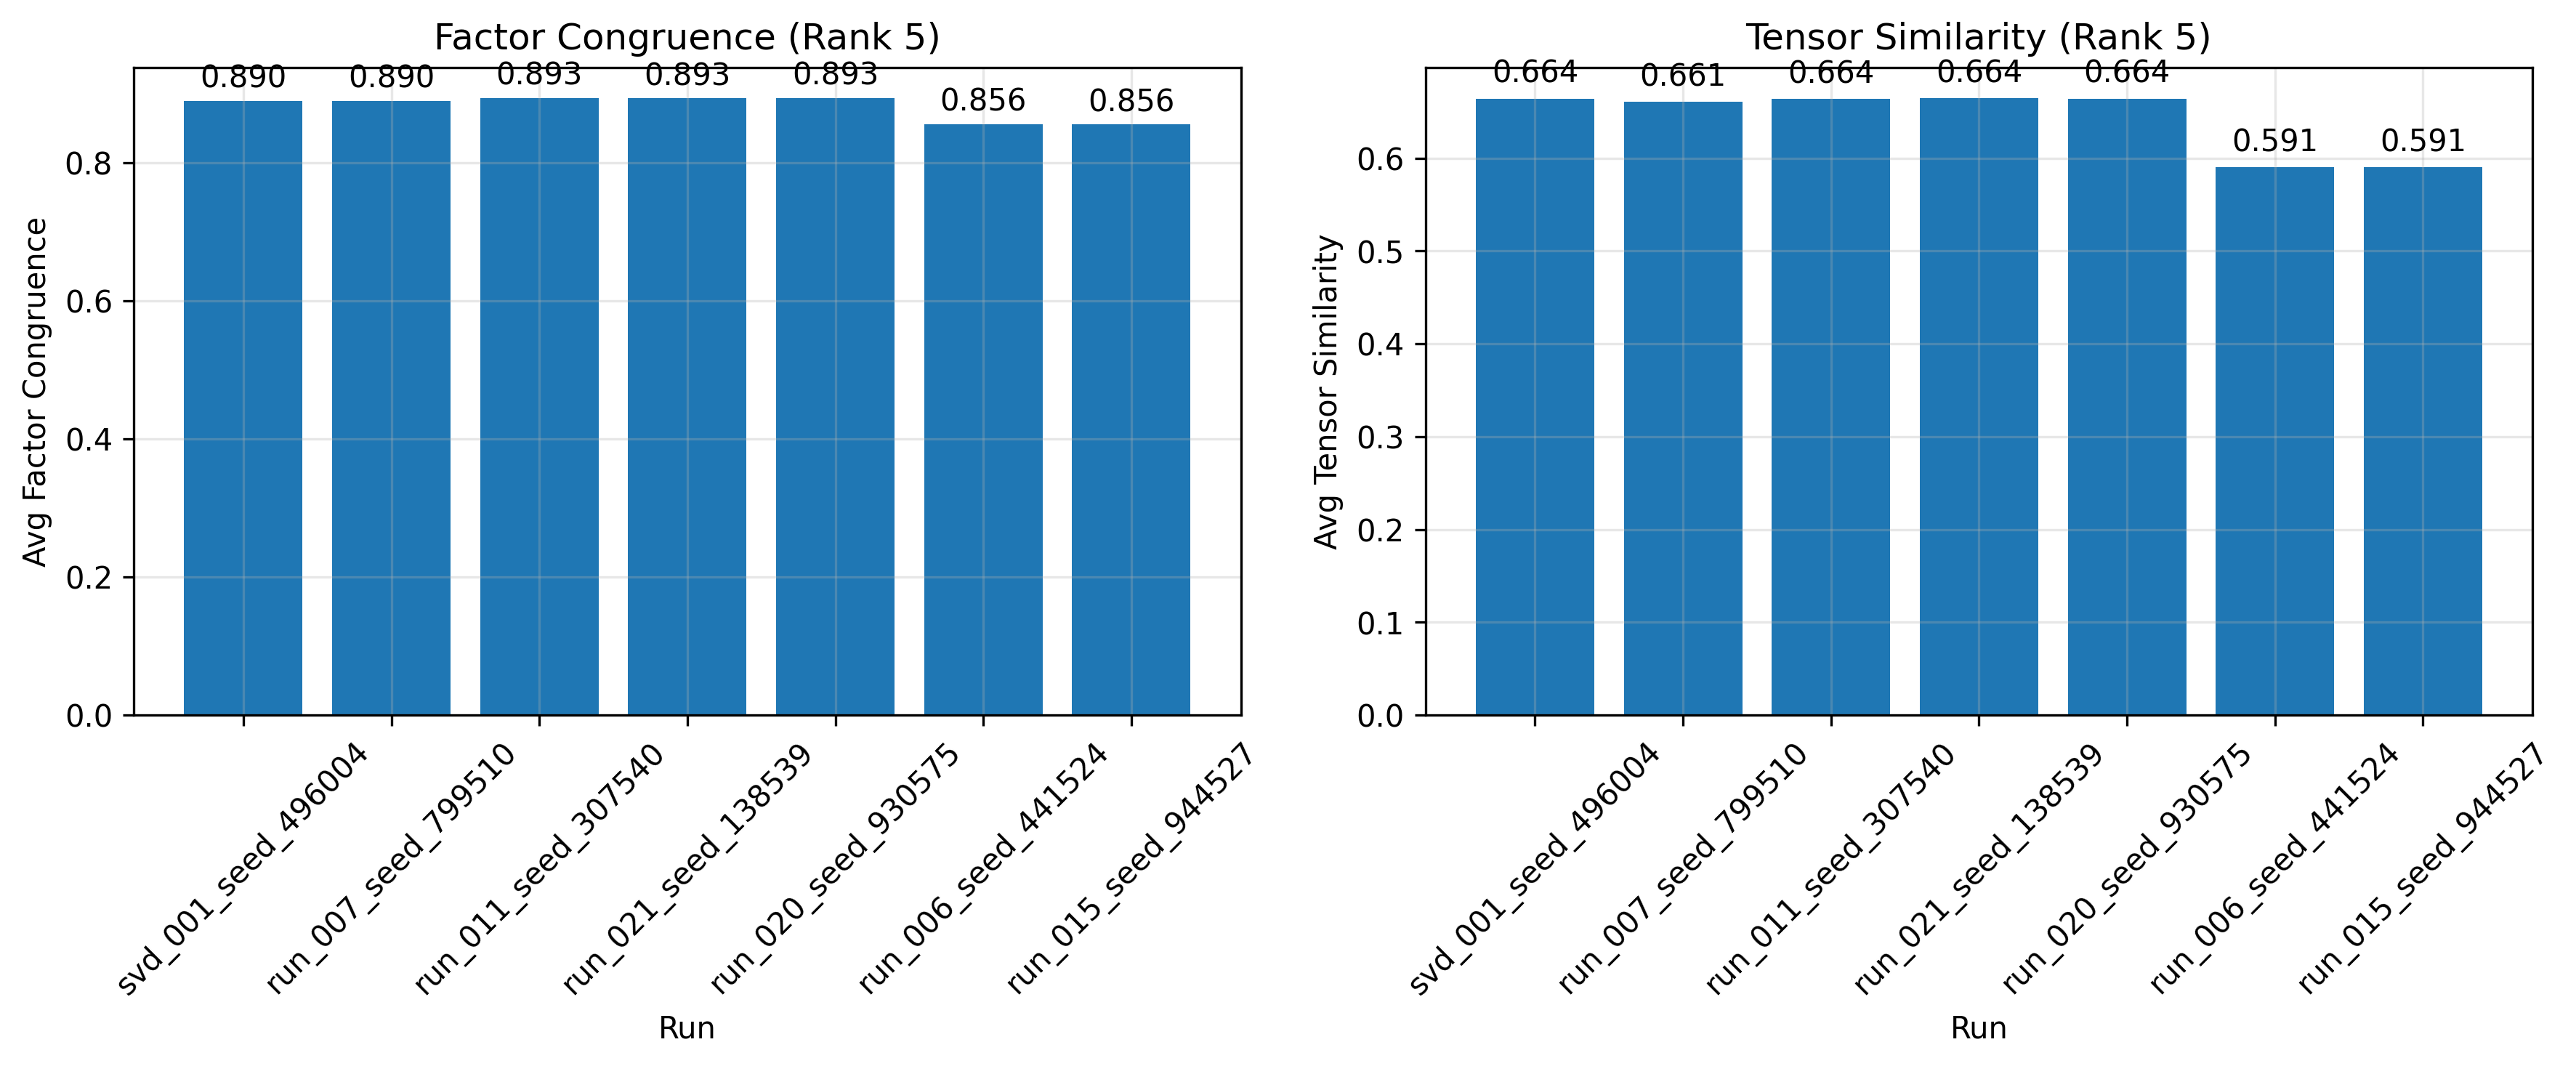 Factor Congruence (Rank 5)
0.890 0.890 0.893 0.893 0.893 0.856 0.856
Avg Factor Congruence
0.8
0.6
0.4
0.2
0.0
svd_001_seed_496004
run_007_seed_799510
run_011_seed_307540
run_021_seed_138539
run_020_seed_930575
run_006_seed_441524
run_015_seed_944527
Run
Tensor Similarity (Rank 5)
0.664 0.661 0.664 0.664 0.664 0.591 0.591
Avg Tensor Similarity
0.6
0.5
0.4
0.3
0.2
0.1
0.0
svd_001_seed_496004
run_007_seed_799510
run_011_seed_307540
run_021_seed_138539
run_020_seed_930575
run_006_seed_441524
run_015_seed_944527
Run